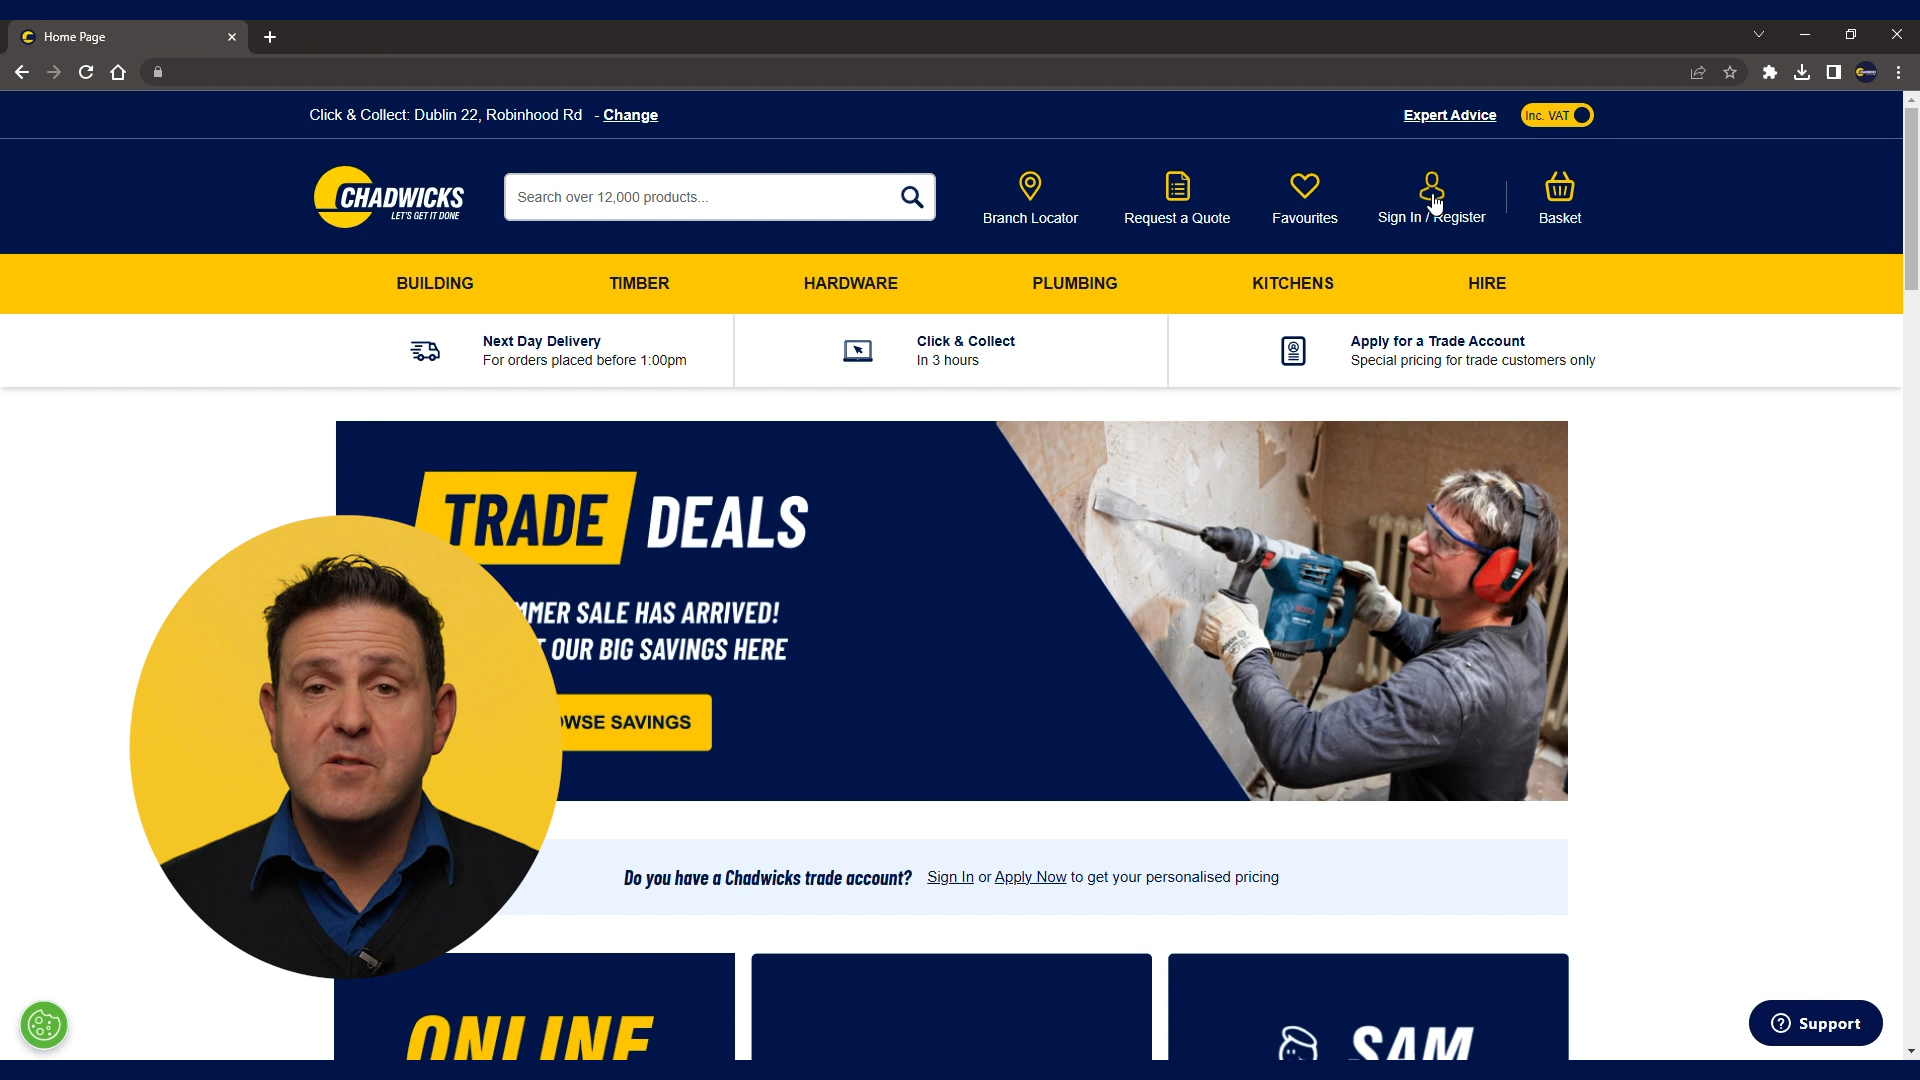 Home Page
Click & Collect: Dublin 22, Robinhood Rd - Change
Expert Advice
Inc. VAT
CHADWICKS
LET'S GET IT DONE
Search over 12,000 products...
Branch Locator
Request a Quote
Favourites
Sign In / Register
Basket
BUILDING
TIMBER
HARDWARE
PLUMBING
KITCHENS
HIRE
Next Day Delivery
For orders placed before 1:00pm
Click & Collect
In 3 hours
Apply for a Trade Account
Special pricing for trade customers only
TRADE DEALS
MMER SALE HAS ARRIVED!
OUR BIG SAVINGS HERE
OWSE SAVINGS
BOSCH
Do you have a Chadwicks trade account? Sign In or Apply Now to get your personalised pricing
ONLINE
SAM
Support